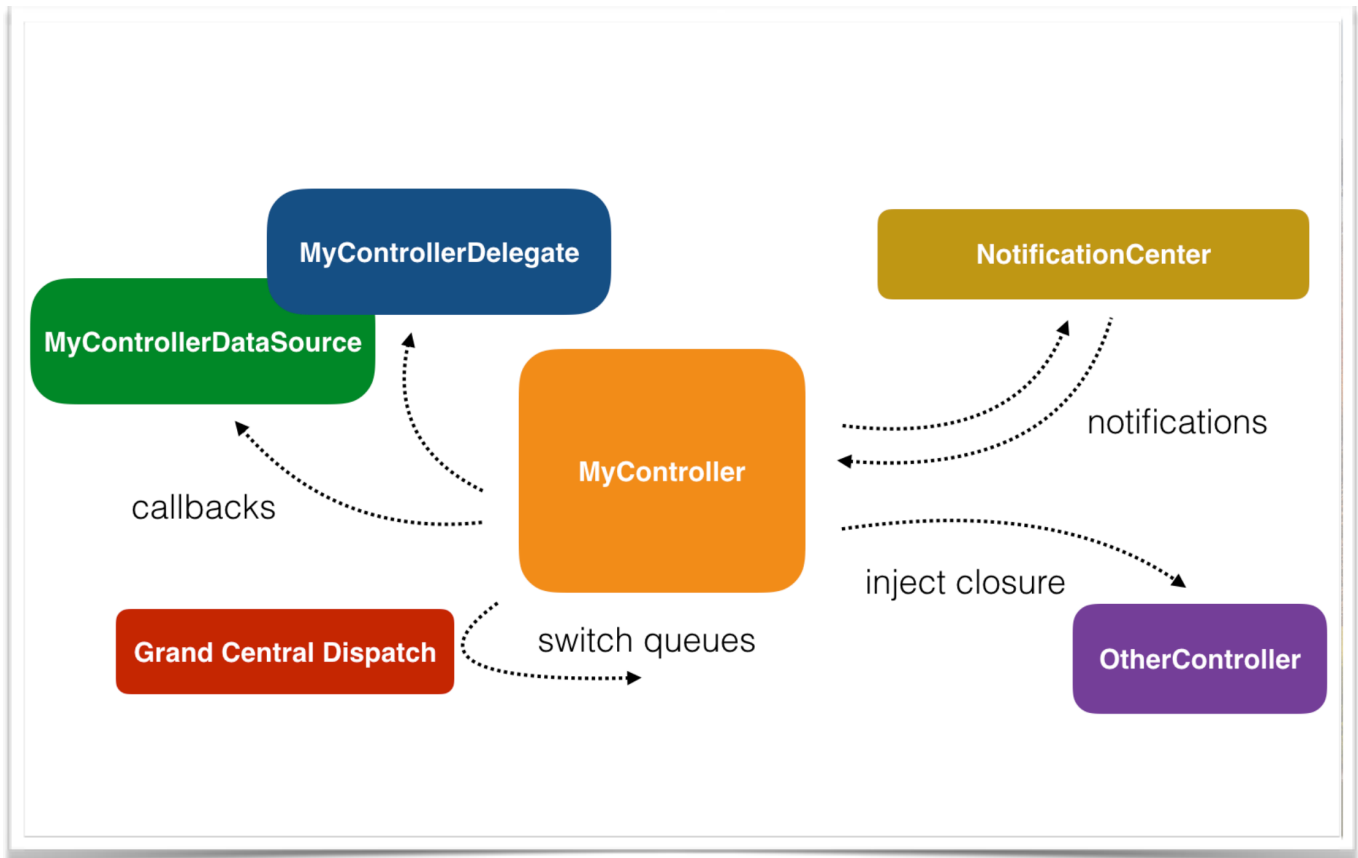 MyControllerDelegate
NotificationCenter
MyControllerDataSource
notifications
MyController
callbacks
inject closure
Grand Central Dispatch
switch queues
OtherController